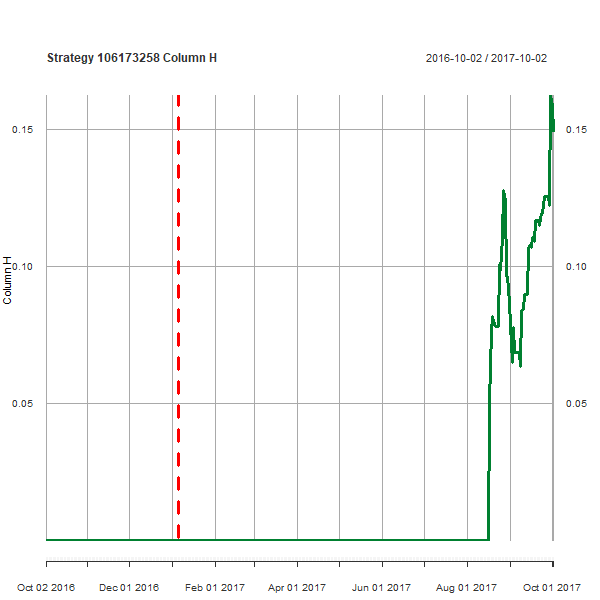 Strategy 106173258 Column H
2016-10-02 / 2017-10-02
0.15
0.15
0.10
0.10
0.05
0.05
Column H
Oct 02 2016
Dec 01 2016
Feb 01 2017
Apr 01 2017
Jun 01 2017
Aug 01 2017
Oct 01 2017